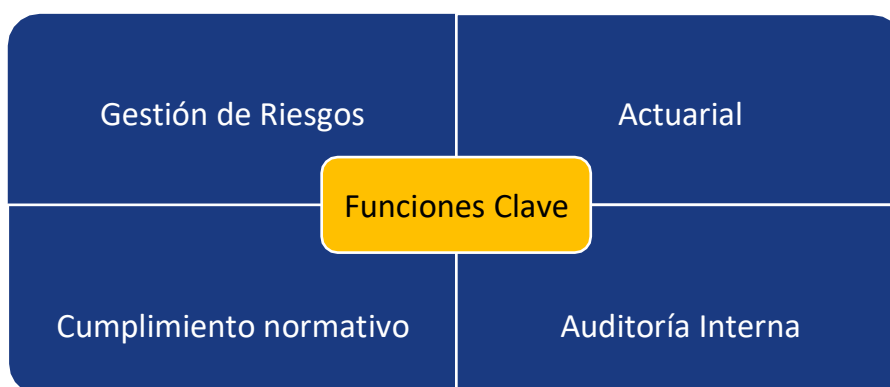 Gestión de Riesgos
Actuarial
Funciones Clave
Cumplimiento normativo
Auditoría Interna